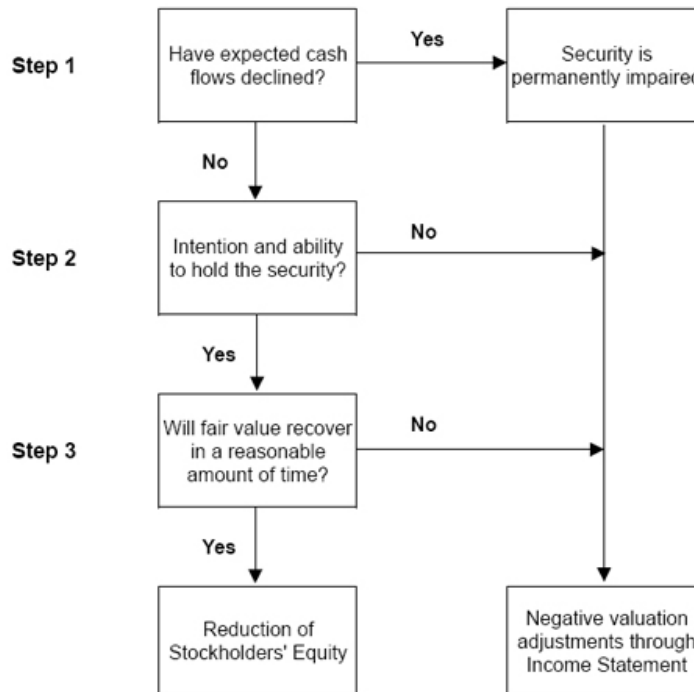 Step 1
Have expected cash
flows declined?
Yes
Security is
permanently impaired
No
Step 2
Intention and ability
to hold the security?
No
Yes
Step 3
Will fair value recover
in a reasonable
amount of time?
No
Yes
Reduction of
Stockholders' Equity
Negative valuation
adjustments through
Income Statement